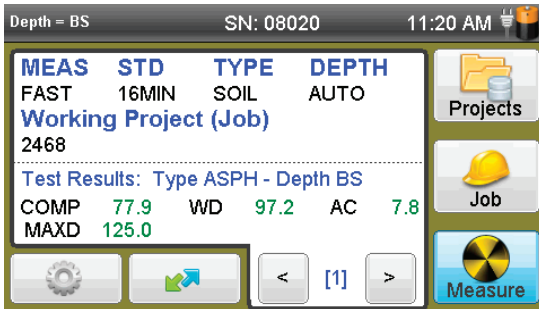 Depth = BS SN: 08020 11:20 AM
MEAS STD TYPE DEPTH
FAST 16MIN SOIL AUTO
Working Project (Job)
2468
Test Results: Type ASPH - Depth BS
COMP 77.9 WD 97.2 AC 7.8
MAXD 125.0
< [1] >
Projects
Job
Measure